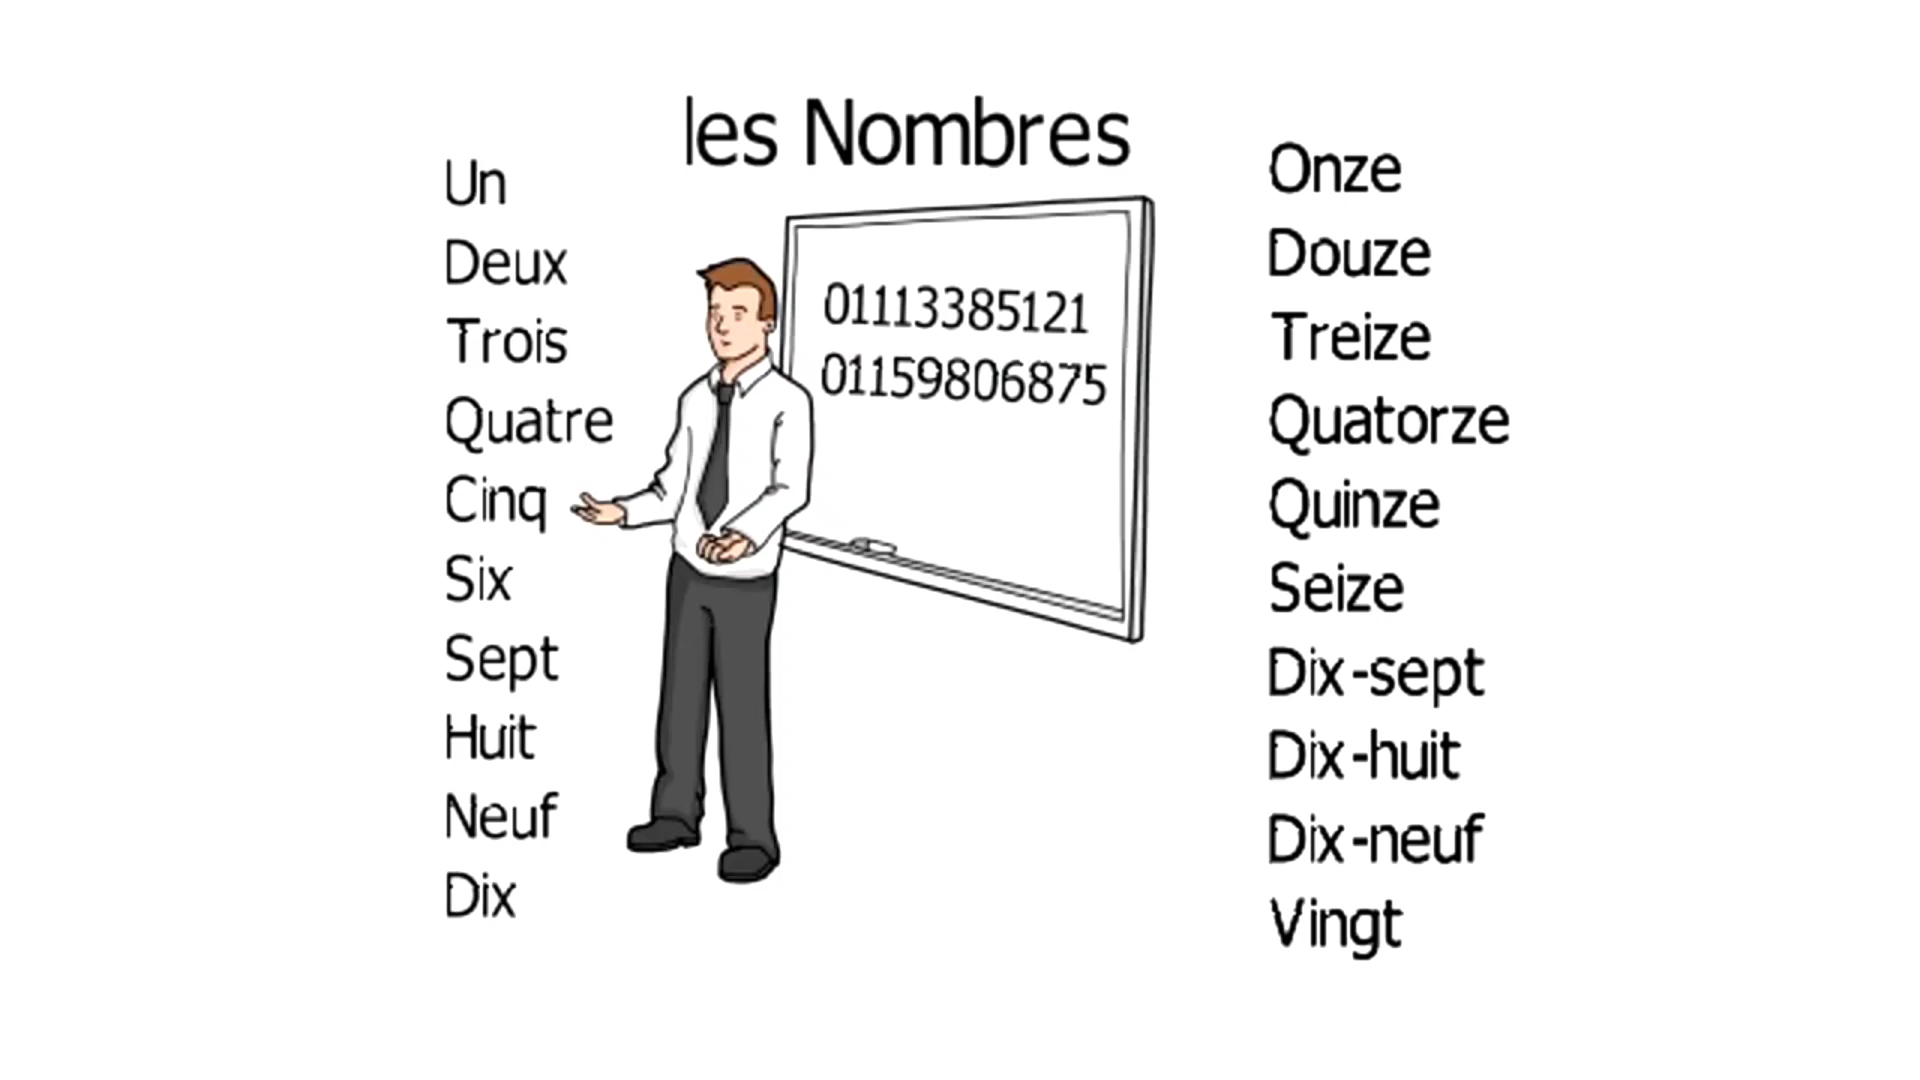 les Nombres
Un
Deux
Trois
Quatre
Cinq
Six
Sept
Huit
Neuf
Dix
01113385121
01159806875
Onze
Douze
Treize
Quatorze
Quinze
Seize
Dix-sept
Dix-huit
Dix-neuf
Vingt